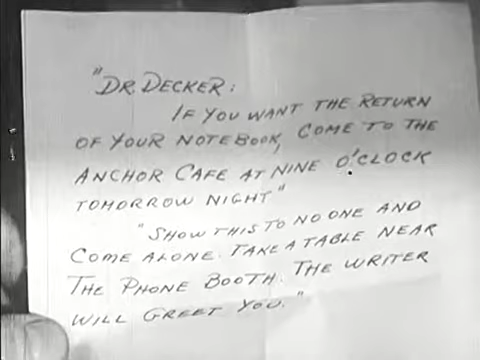 "DR. DECKER:
IF YOU WANT THE RETURN
OF YOUR NOTEBOOK, COME TO THE
ANCHOR CAFE AT NINE O'CLOCK
TOMORROW NIGHT"
"SHOW THIS TO NO ONE AND
COME ALONE. TAKE A TABLE NEAR
THE PHONE BOOTH. THE WRITER
WILL GREET YOU."